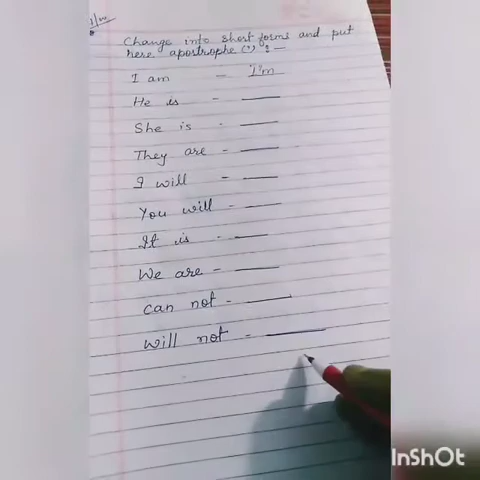 Change into short forms and put
here apostrophe (') :-
I am - I'm
He is -
She is -
They are -
I will -
You will -
It is -
We are -
can not -
will not -
InShOt